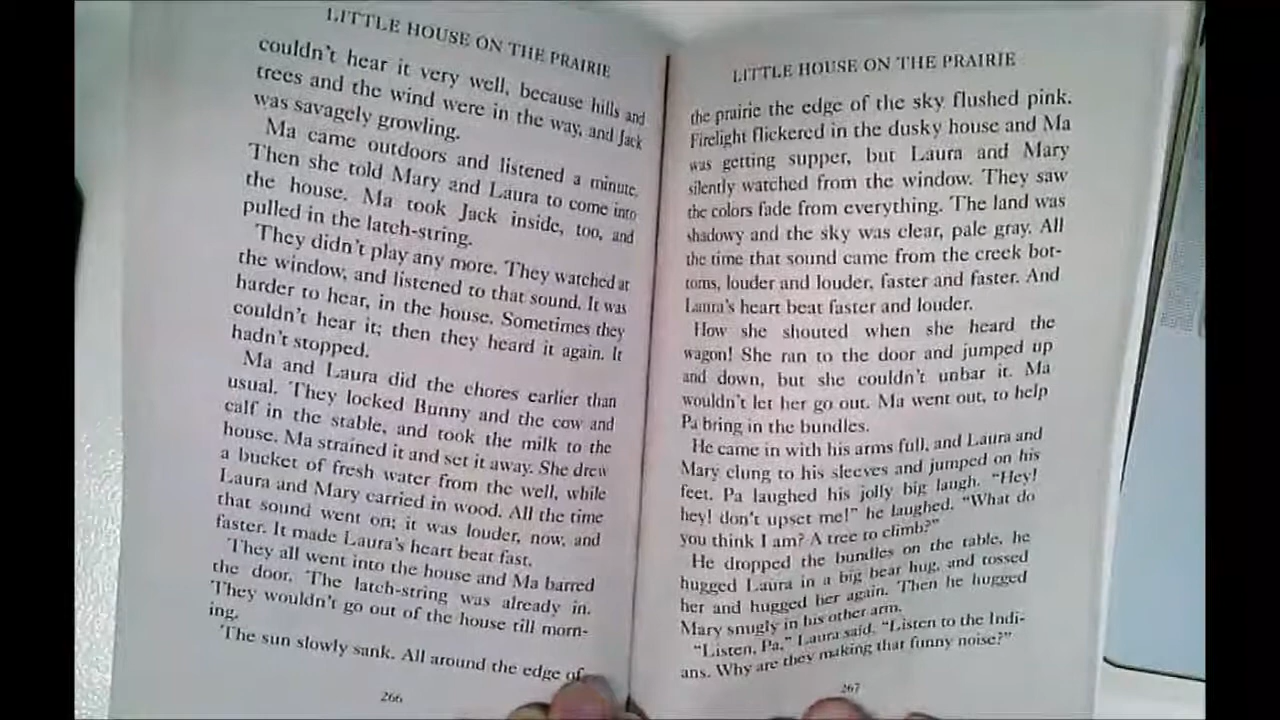 LITTLE HOUSE ON THE PRAIRIE
couldn't hear it very well, because hills and
trees and the wind were in the way, and Jack
was savagely growling.
Ma came outdoors and listened a minute.
Then she told Mary and Laura to come into
the house. Ma took Jack inside, too, and
pulled in the latch-string.
They didn't play any more. They watched at
the window, and listened to that sound. It was
harder to hear, in the house. Sometimes they
couldn't hear it; then they heard it again. It
hadn't stopped.
Ma and Laura did the chores earlier than
usual. They locked Bunny and the cow and
calf in the stable, and took the milk to the
house. Ma strained it and set it away. She drew
a bucket of fresh water from the well, while
Laura and Mary carried in wood. All the time
that sound went on; it was louder, now, and
faster. It made Laura's heart beat fast.
They all went into the house and Ma barred
the door. The latch-string was already in.
They wouldn't go out of the house till morn-
ing.
The sun slowly sank. All around the edge of
266
LITTLE HOUSE ON THE PRAIRIE
the prairie the edge of the sky flushed pink.
Firelight flickered in the dusky house and Ma
was getting supper, but Laura and Mary
silently watched from the window. They saw
the colors fade from everything. The land was
shadowy and the sky was clear, pale gray. All
the time that sound came from the creek bot-
toms, louder and louder, faster and faster. And
Laura's heart beat faster and louder.
How she shouted when she heard the
wagon! She ran to the door and jumped up
and down, but she couldn't unbar it. Ma
wouldn't let her go out. Ma went out, to help
Pa bring in the bundles.
He came in with his arms full, and Laura and
Mary clung to his sleeves and jumped on his
feet. Pa laughed his jolly big laugh. "Hey!
hey! don't upset me!" he laughed. "What do
you think I am? A tree to climb?"
He dropped the bundles on the table, he
hugged Laura in a big bear hug, and tossed
her and hugged her again. Then he hugged
Mary snugly in his other arm.
"Listen, Pa," Laura said. "Listen to the Indi-
ans. Why are they making that funny noise?"
267